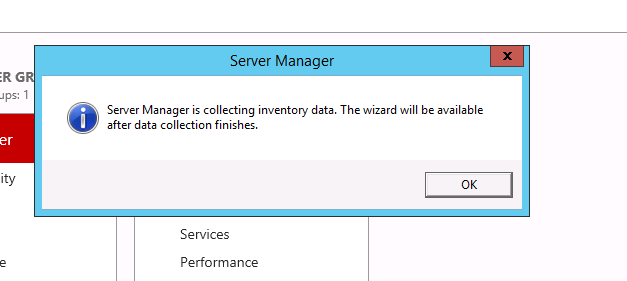 Server Manager
x
ER GR
ups: 1
Server Manager is collecting inventory data. The wizard will be available
after data collection finishes.
er
ity
OK
Services
e
Performance